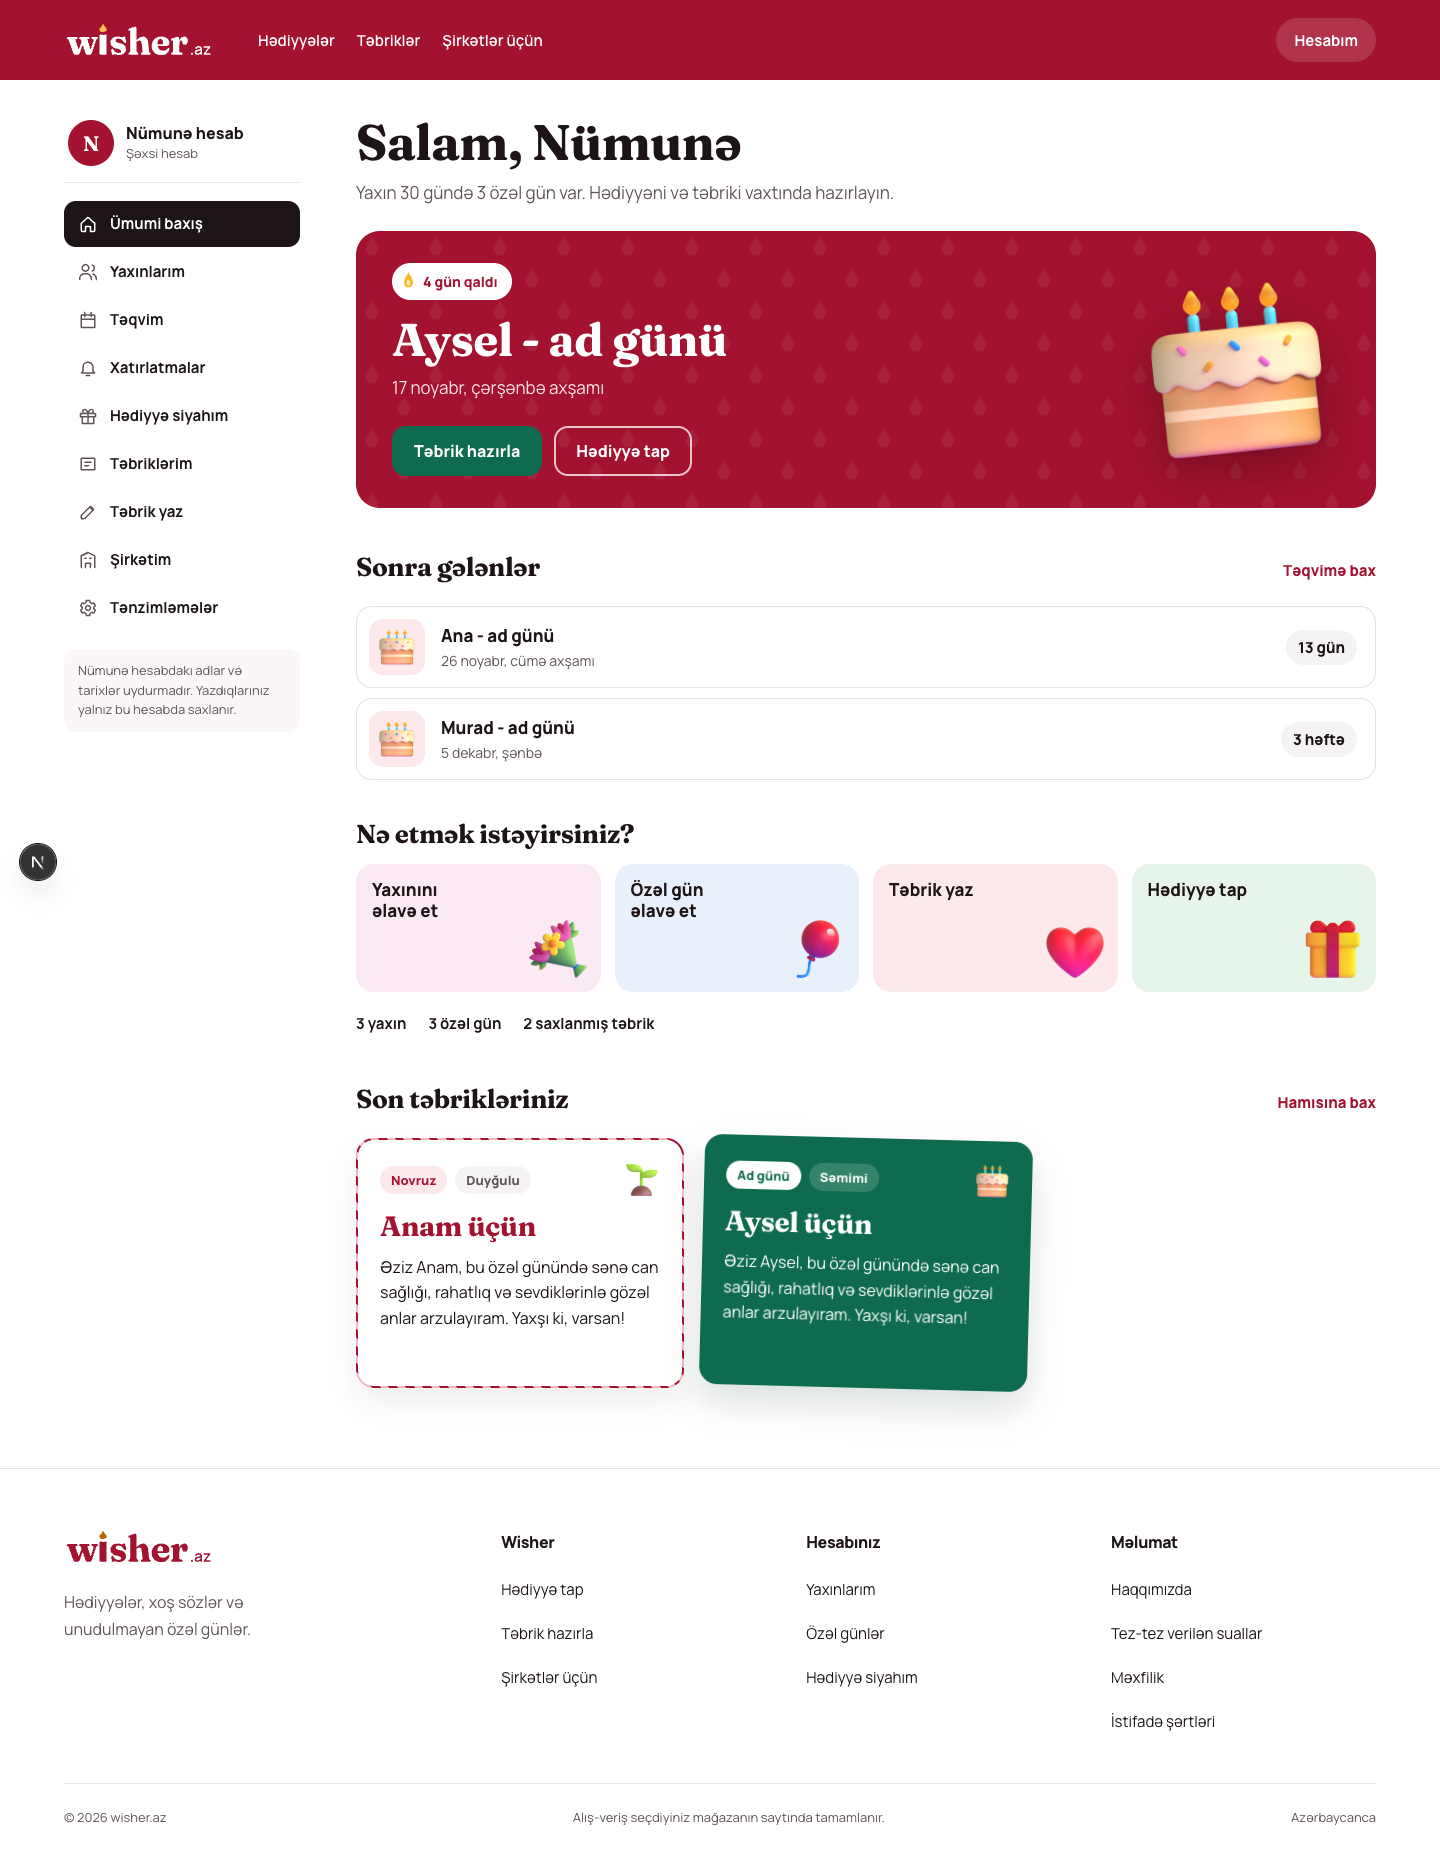 wisher.az
Hədiyyələr
Təbriklər
Şirkətlər üçün
Hesabım
N
Nümunə hesab
Şəxsi hesab
Ümumi baxış
Yaxınlarım
Təqvim
Xatırlatmalar
Hədiyyə siyahım
Təbriklərim
Təbrik yaz
Şirkətim
Tənzimləmələr
Nümunə hesabdakı adlar və
tarixlər uydurmadır. Yazdıqlarınız
yalnız bu hesabda saxlanır.
N
Salam, Nümunə
Yaxın 30 gündə 3 özəl gün var. Hədiyyəni və təbriki vaxtında hazırlayın.
4 gün qaldı
Aysel - ad günü
17 noyabr, çərşənbə axşamı
Təbrik hazırla
Hədiyyə tap
Sonra gələnlər
Təqvimə bax
Ana - ad günü
26 noyabr, cümə axşamı
13 gün
Murad - ad günü
5 dekabr, şənbə
3 həftə
Nə etmək istəyirsiniz?
Yaxınını
əlavə et
Özəl gün
əlavə et
Təbrik yaz
Hədiyyə tap
3 yaxın
3 özəl gün
2 saxlanmış təbrik
Son təbrikləriniz
Hamısına bax
Novruz
Duyğulu
Anam üçün
Əziz Anam, bu özəl günündə sənə can
sağlığı, rahatlıq və sevdiklərinlə gözəl
anlar arzulayıram. Yaxşı ki, varsan!
Ad günü
Səmimi
Aysel üçün
Əziz Aysel, bu özəl günündə sənə can
sağlığı, rahatlıq və sevdiklərinlə gözəl
anlar arzulayıram. Yaxşı ki, varsan!
wisher.az
Hədiyyələr, xoş sözlər və
unudulmayan özəl günlər.
Wisher
Hədiyyə tap
Təbrik hazırla
Şirkətlər üçün
Hesabınız
Yaxınlarım
Özəl günlər
Hədiyyə siyahım
Məlumat
Haqqımızda
Tez-tez verilən suallar
Məxfilik
İstifadə şərtləri
© 2026 wisher.az
Alış-veriş seçdiyiniz mağazanın saytında tamamlanır.
Azərbaycanca